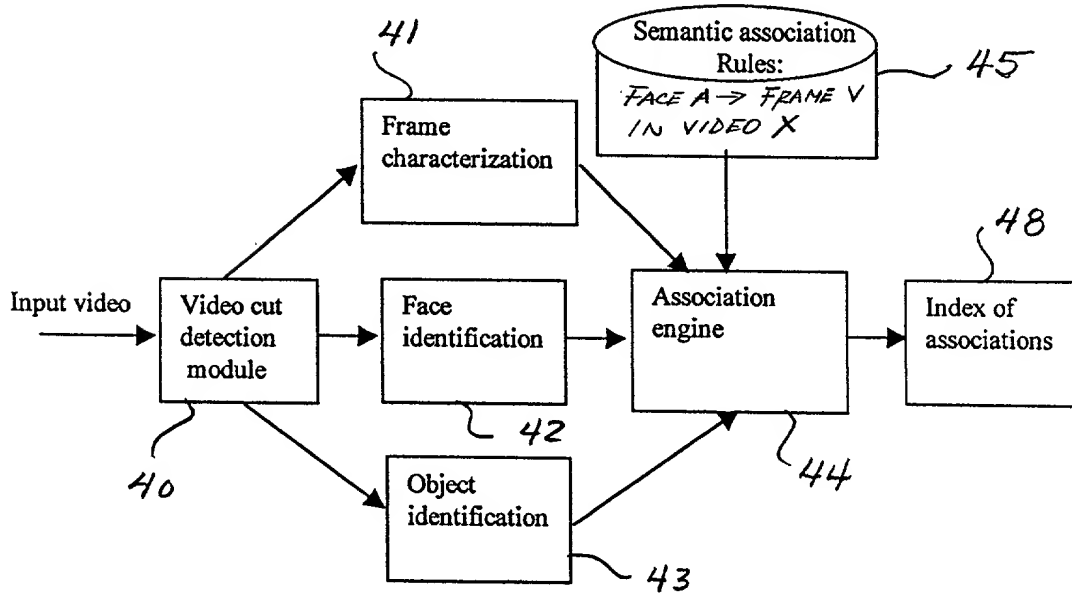 41
Semantic association
Rules:
FACE A → FRAME V
IN VIDEO X
45
Frame
characterization
48
Input video
Video cut
detection
module
Face
identification
Association
engine
Index of
associations
42
40
44
Object
identification
43